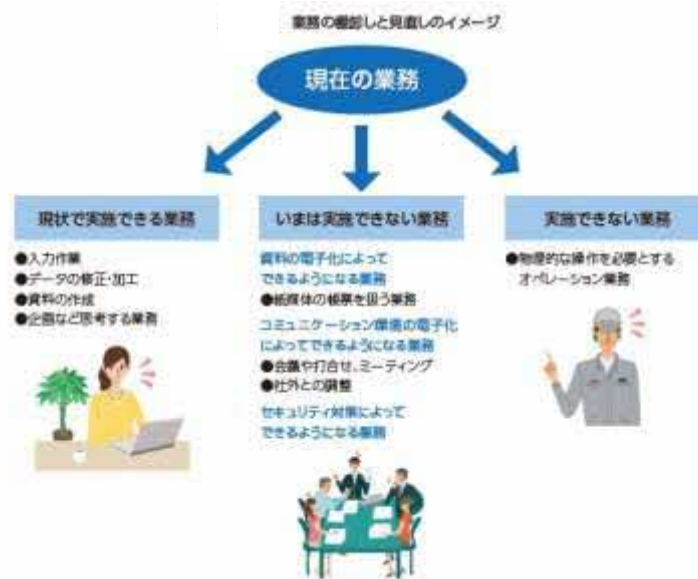 業務の棚卸しと見直しのイメージ
現在の業務
現状で実施できる業務
●入力作業
●データの修正・加工
●資料の作成
●企画など思考する業務
いまは実施できない業務
資料の電子化によって
できるようになる業務
●紙媒体の帳票を扱う業務
コミュニケーション環境の電子化
によってできるようになる業務
●会議や打合せ、ミーティング
●社外との調整
セキュリティ対策によって
できるようになる業務
実施できない業務
●物理的な操作を必要とする
オペレーション業務